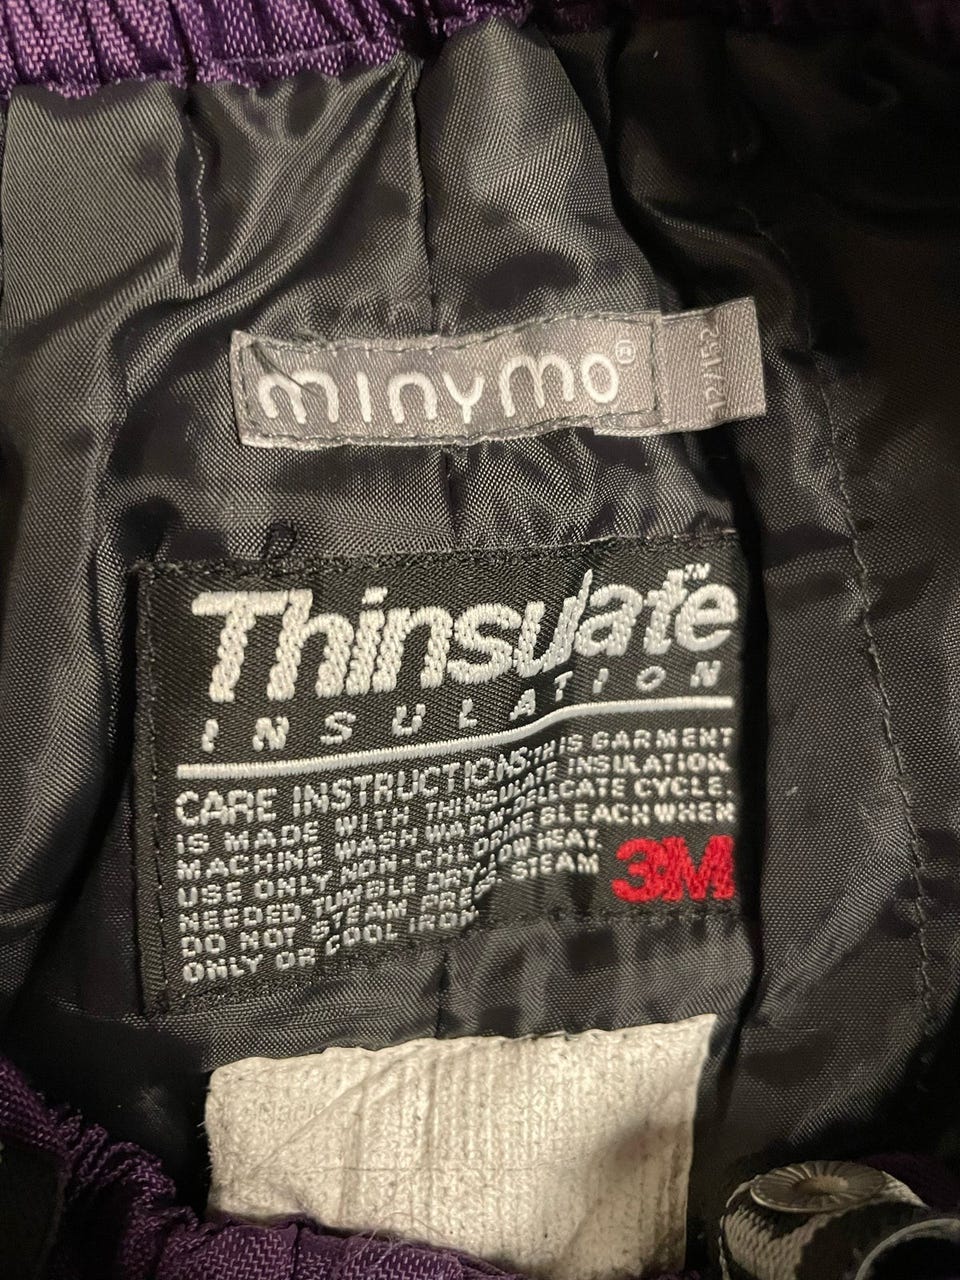 minymo®
12/152
Thinsulate™
INSULATION
CARE INSTRUCTIONS:THIS GARMENT
IS MADE WITH THINSULATE INSULATION.
MACHINE WASH WARM-DELICATE CYCLE.
USE ONLY NON-CHLORINE BLEACH WHEN
NEEDED. TUMBLE DRY-LOW HEAT.
DO NOT STEAM PRESS STEAM
ONLY OR COOL IRON
3M